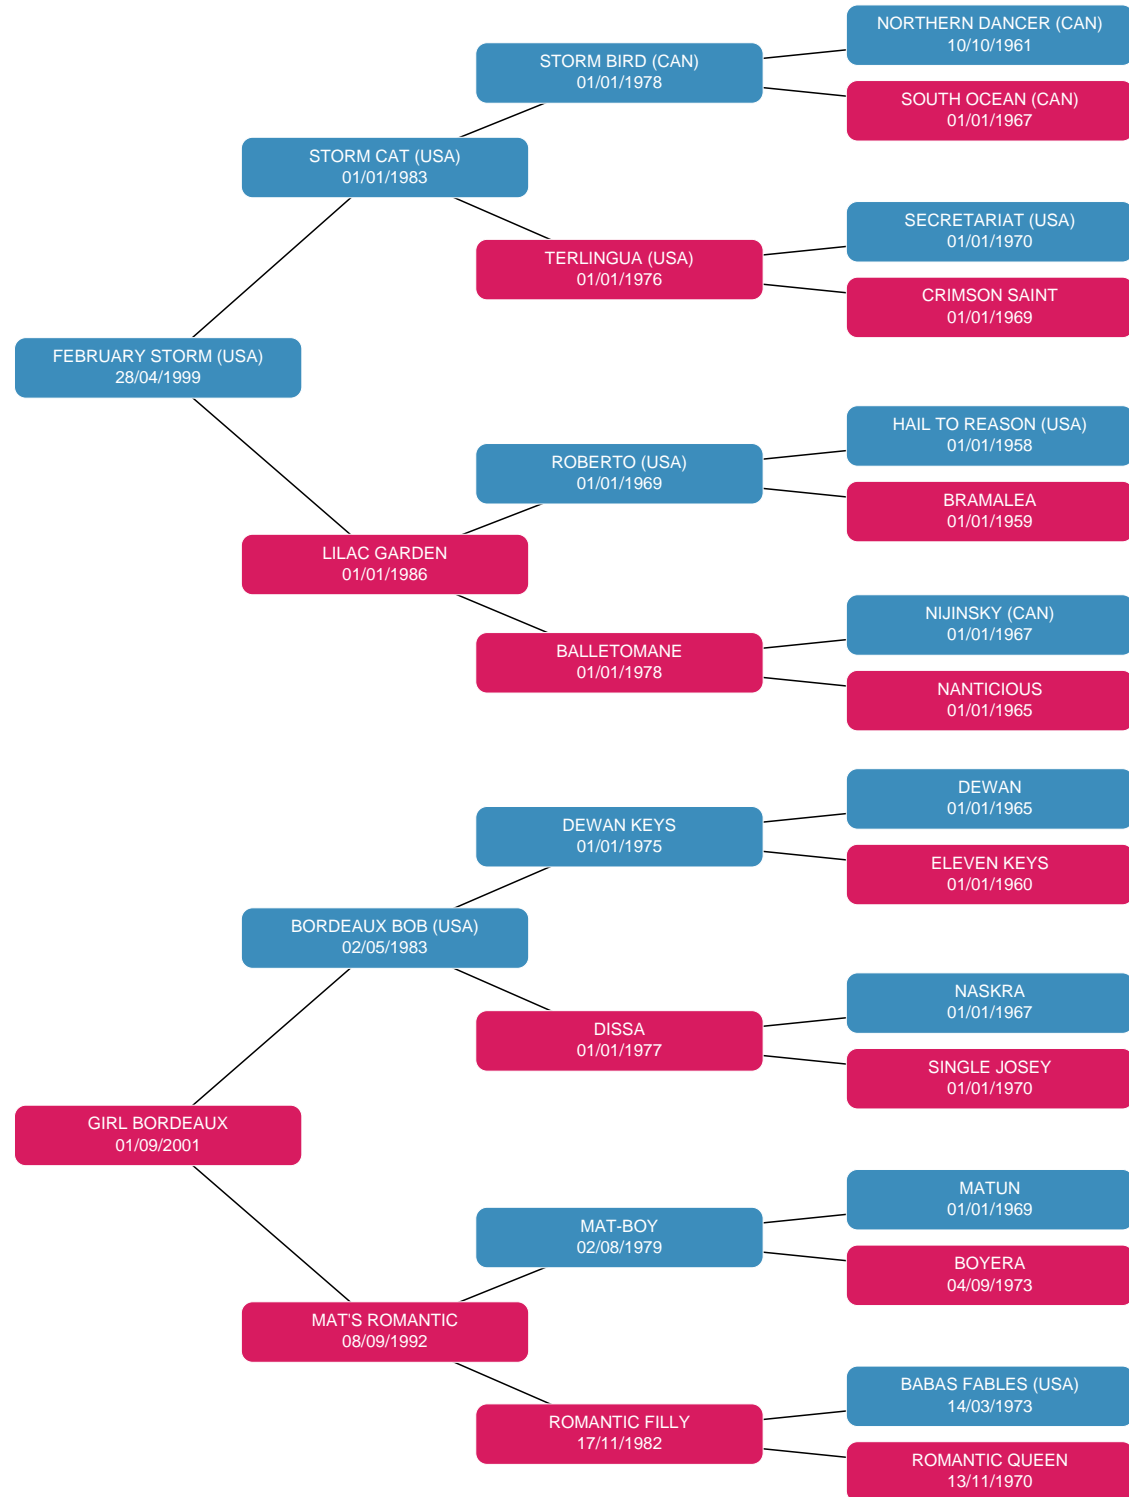 NORTHERN DANCER (CAN)
10/10/1961
STORM BIRD (CAN)
01/01/1978
SOUTH OCEAN (CAN)
01/01/1967
STORM CAT (USA)
01/01/1983
SECRETARIAT (USA)
01/01/1970
TERLINGUA (USA)
01/01/1976
CRIMSON SAINT
01/01/1969
FEBRUARY STORM (USA)
28/04/1999
HAIL TO REASON (USA)
01/01/1958
ROBERTO (USA)
01/01/1969
BRAMALEA
01/01/1959
LILAC GARDEN
01/01/1986
NIJINSKY (CAN)
01/01/1967
BALLETOMANE
01/01/1978
NANTICIOUS
01/01/1965
DEWAN
01/01/1965
DEWAN KEYS
01/01/1975
ELEVEN KEYS
01/01/1960
BORDEAUX BOB (USA)
02/05/1983
NASKRA
01/01/1967
DISSA
01/01/1977
SINGLE JOSEY
01/01/1970
GIRL BORDEAUX
01/09/2001
MATUN
01/01/1969
MAT-BOY
02/08/1979
BOYERA
04/09/1973
MAT'S ROMANTIC
08/09/1992
BABAS FABLES (USA)
14/03/1973
ROMANTIC FILLY
17/11/1982
ROMANTIC QUEEN
13/11/1970